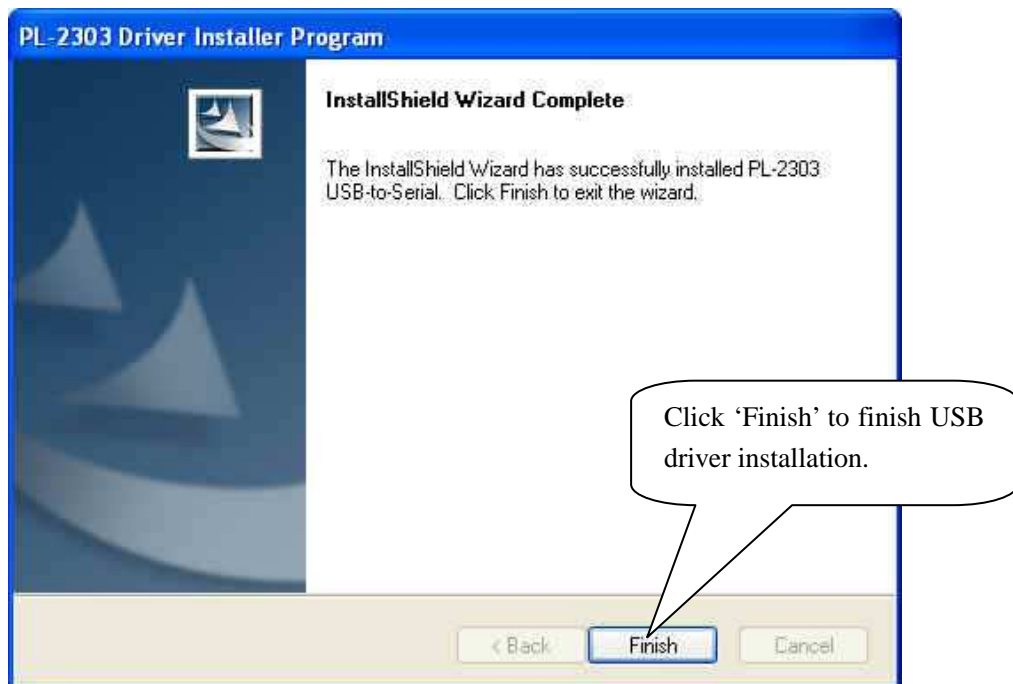 PL-2303 Driver Installer Program
InstallShield Wizard Complete
The InstallShield Wizard has successfully installed PL-2303
USB-to-Serial. Click Finish to exit the wizard.
Click ‘Finish’ to finish USB
driver installation.
< Back
Finish
Cancel